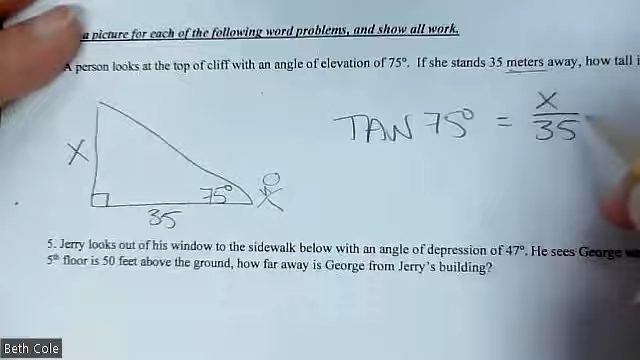 a picture for each of the following word problems, and show all work.
A person looks at the top of cliff with an angle of elevation of 75°. If she stands 35 meters away, how tall
TAN 75° = X/35
X
75°
35
5. Jerry looks out of his window to the sidewalk below with an angle of depression of 47°. He sees George
5th floor is 50 feet above the ground, how far away is George from Jerry's building?
Beth Cole